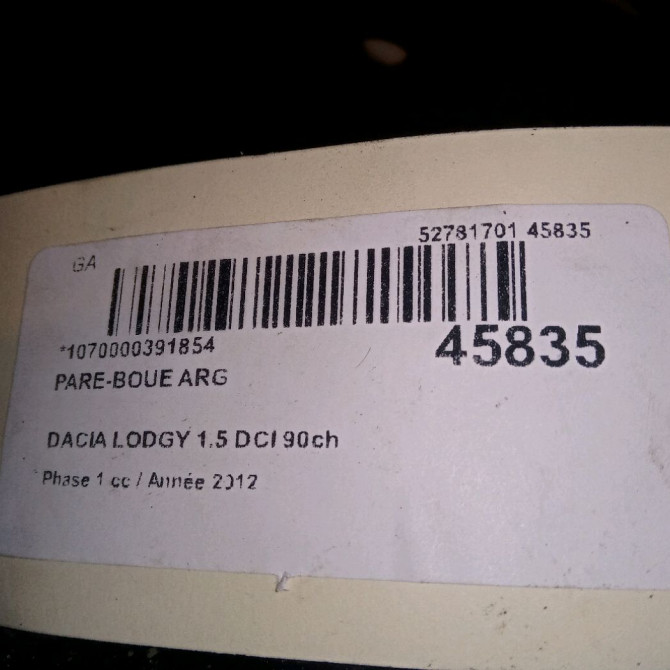 GA
52781701 45835
*1070000391854
45835
PARE-BOUE ARG
DACIA LODGY 1.5 DCI 90ch
Phase 1 cc / Année 2012